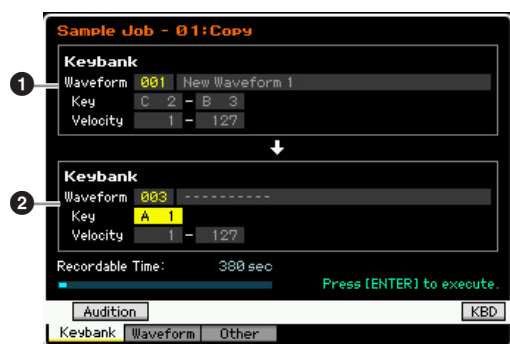 Sample Job - 01:Copy
Keybank
1 Waveform 001 New Waveform 1
Key C 2 - B 3
Velocity 1 - 127
Keybank
2 Waveform 003 ----------
Key A 1
Velocity 1 - 127
Recordable Time: 380 sec
Press [ENTER] to execute.
Audition KBD
Keybank Waveform Other